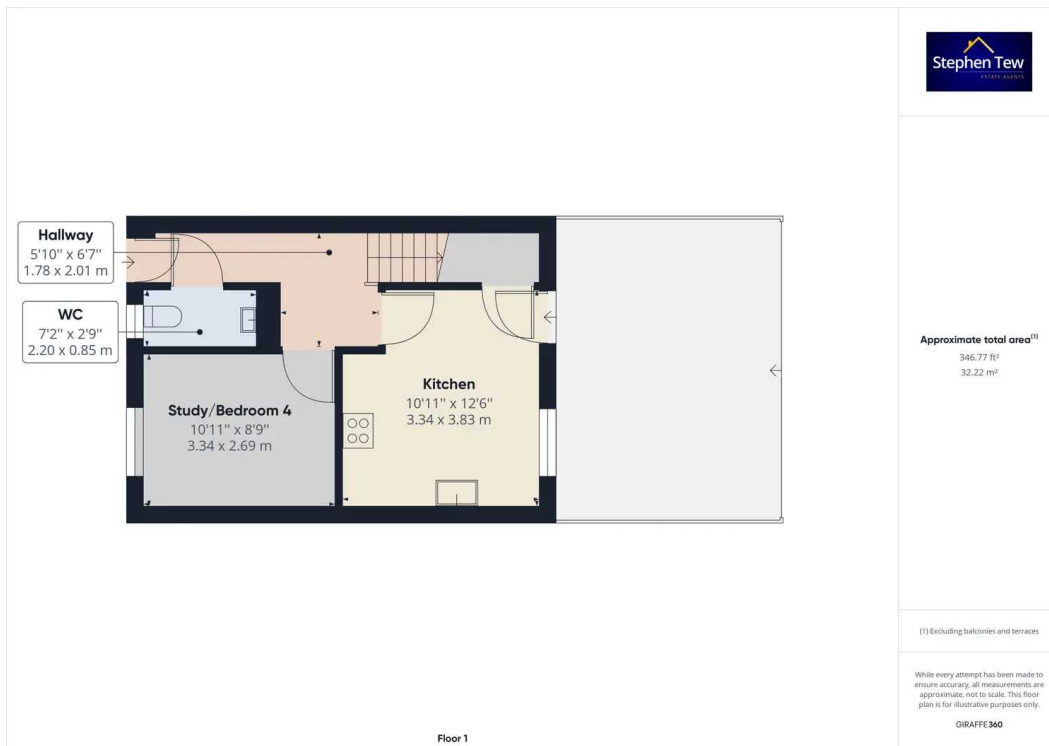 Hallway
5'10" x 6'7"
1.78 x 2.01 m
WC
7'2" x 2'9"
2.20 x 0.85 m
Study/Bedroom 4
10'11" x 8'9"
3.34 x 2.69 m
Kitchen
10'11" x 12'6"
3.34 x 3.83 m
Floor 1
Stephen Tew
ESTATE AGENTS
Approximate total area(1)
346.77 ft²
32.22 m²
(1) Excluding balconies and terraces
While every attempt has been made to
ensure accuracy, all measurements are
approximate, not to scale. This floor
plan is for illustrative purposes only.
GIRAFFE360